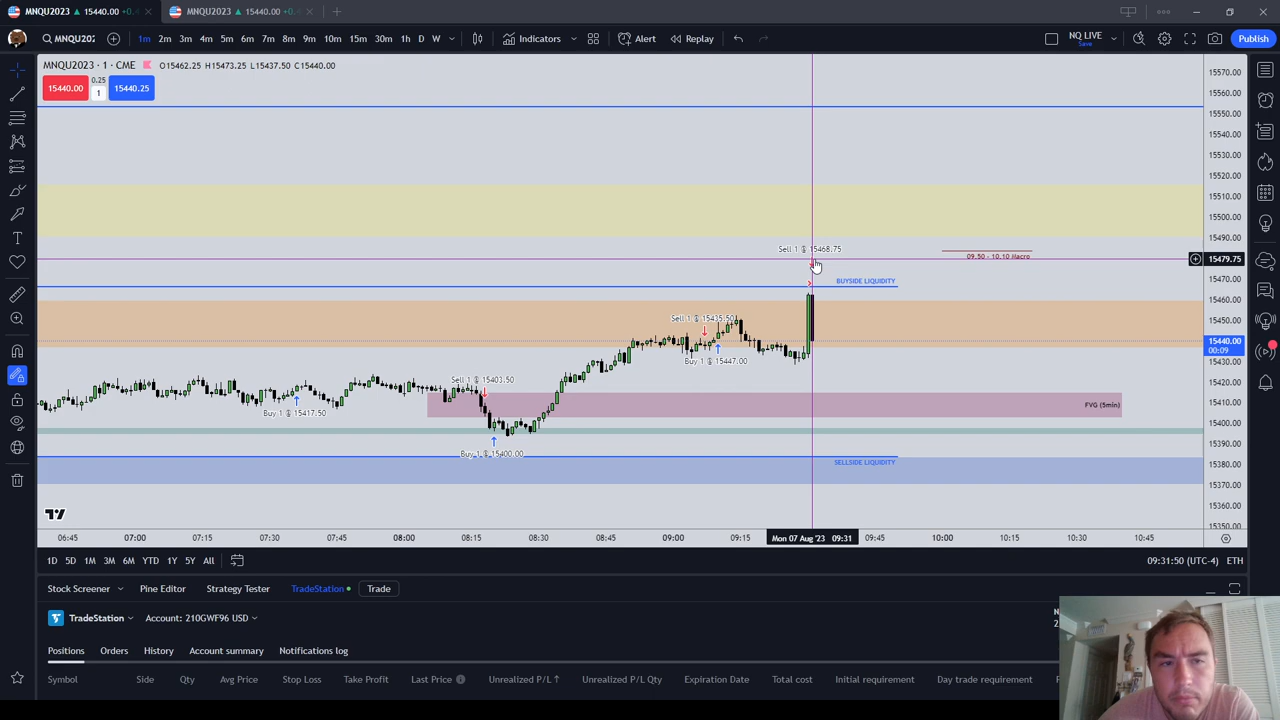 MNQU2023 ▲ 15440.00 +0.4
MNQU2023 ▲ 15440.00 +0.
MNQU202
1m 2m 3m 4m 5m 6m 7m 8m 9m 10m 15m 30m 1h D W
Indicators
Alert
Replay
NQ LIVE
Save
Publish
MNQU2023 · 1 · CME O15462.25 H15473.25 L15437.50 C15440.00
15440.00
0.25
1
15440.25
15570.00
15560.00
15550.00
15540.00
15530.00
15520.00
15510.00
15500.00
15490.00
15479.75
15470.00
15460.00
15450.00
15440.00
00:09
15430.00
15420.00
15410.00
15400.00
15390.00
15380.00
15370.00
15360.00
15350.00
Sell 1 @ 15468.75
09.50 - 10.10 Macro
BUYSIDE LIQUIDITY
Sell 1 @ 15435.50
Buy 1 @ 15447.00
Sell 1 @ 15403.50
Buy 1 @ 15417.50
FVG (5min)
Buy 1 @ 15400.00
SELLSIDE LIQUIDITY
06:45 07:00 07:15 07:30 07:45 08:00 08:15 08:30 08:45 09:00 09:15 Mon 07 Aug '23 09:31 09:45 10:00 10:15 10:30 10:45
1D 5D 1M 3M 6M YTD 1Y 5Y All
09:31:50 (UTC-4) ETH
Stock Screener Pine Editor Strategy Tester TradeStation Trade
TradeStation Account: 210GWF96 USD
Positions Orders History Account summary Notifications log
Symbol Side Qty Avg Price Stop Loss Take Profit Last Price Unrealized P/L Unrealized P/L Qty Expiration Date Total cost Initial requirement Day trade requirement